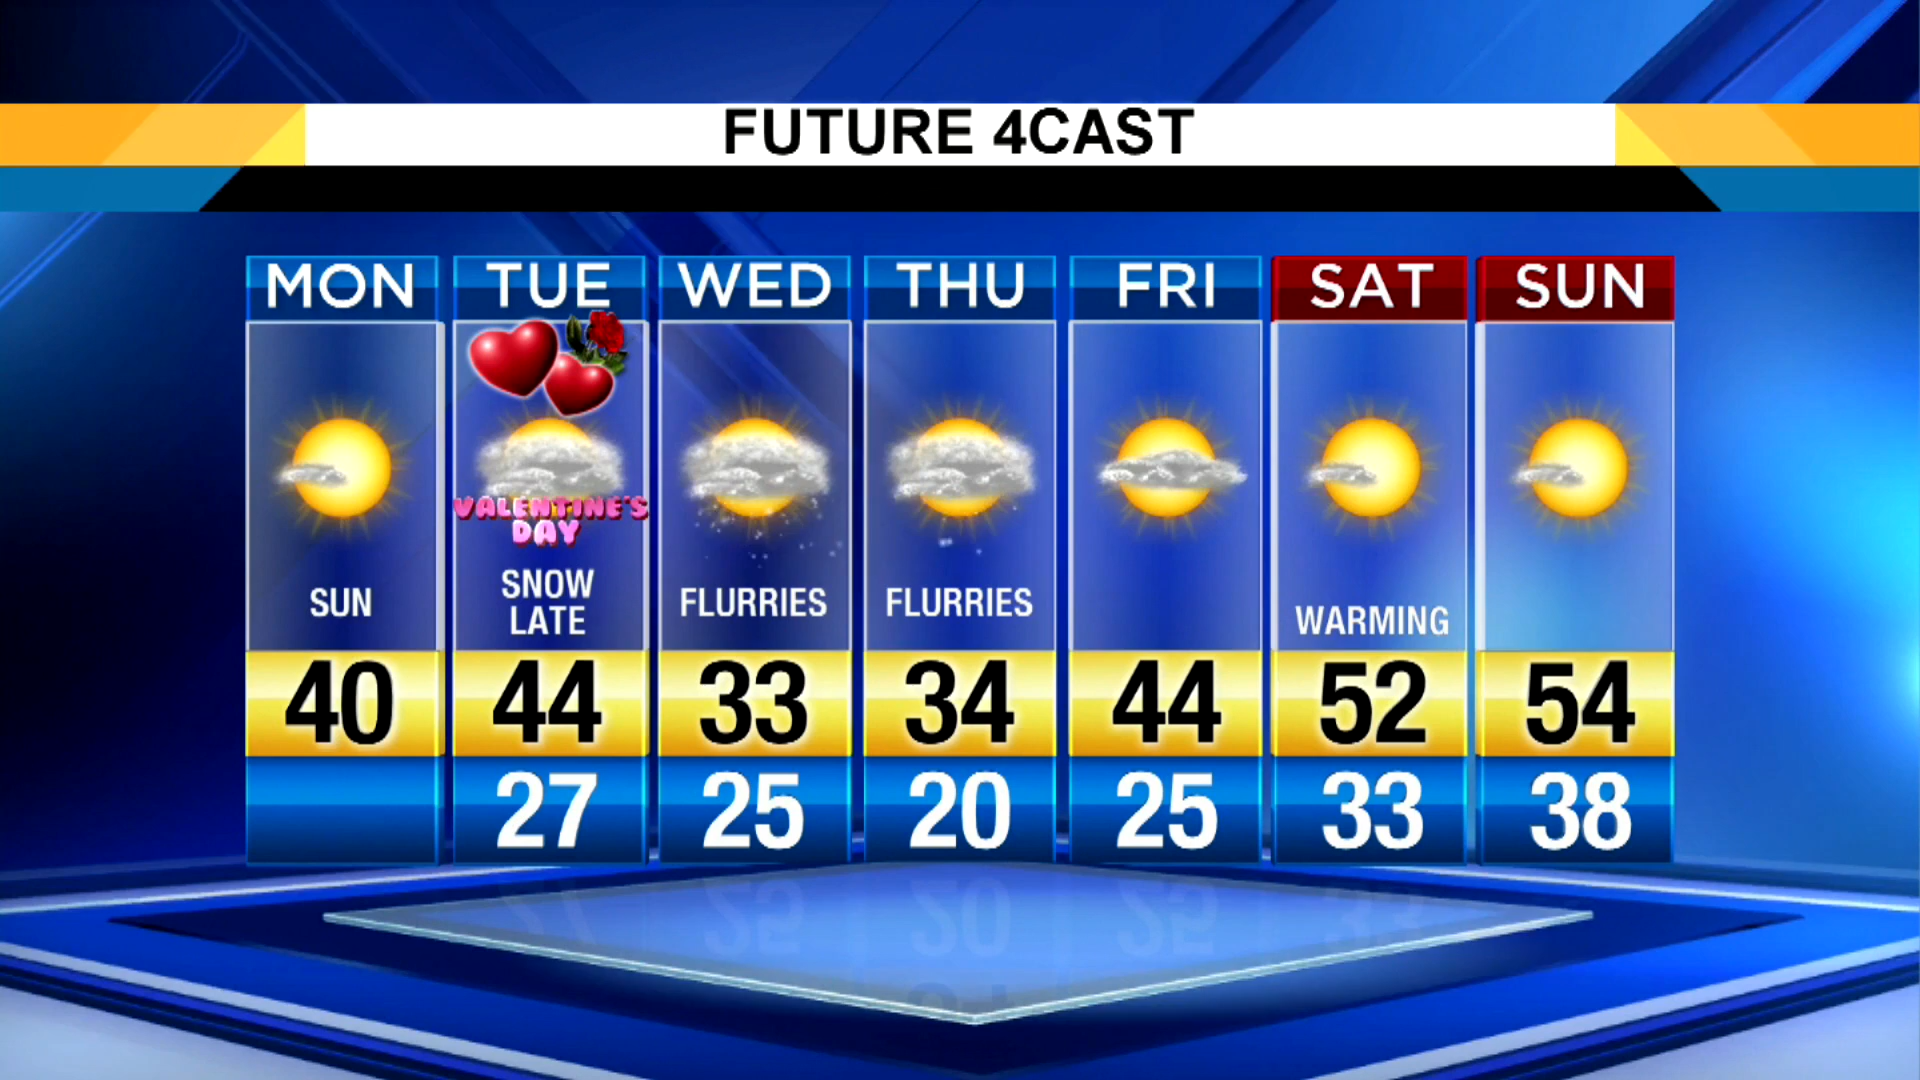 FUTURE 4CAST
MON TUE WED THU FRI SAT SUN
VALENTINE'S
DAY
SUN
SNOW
LATE
FLURRIES
FLURRIES
WARMING
40 44 33 34 44 52 54
27 25 20 25 33 38